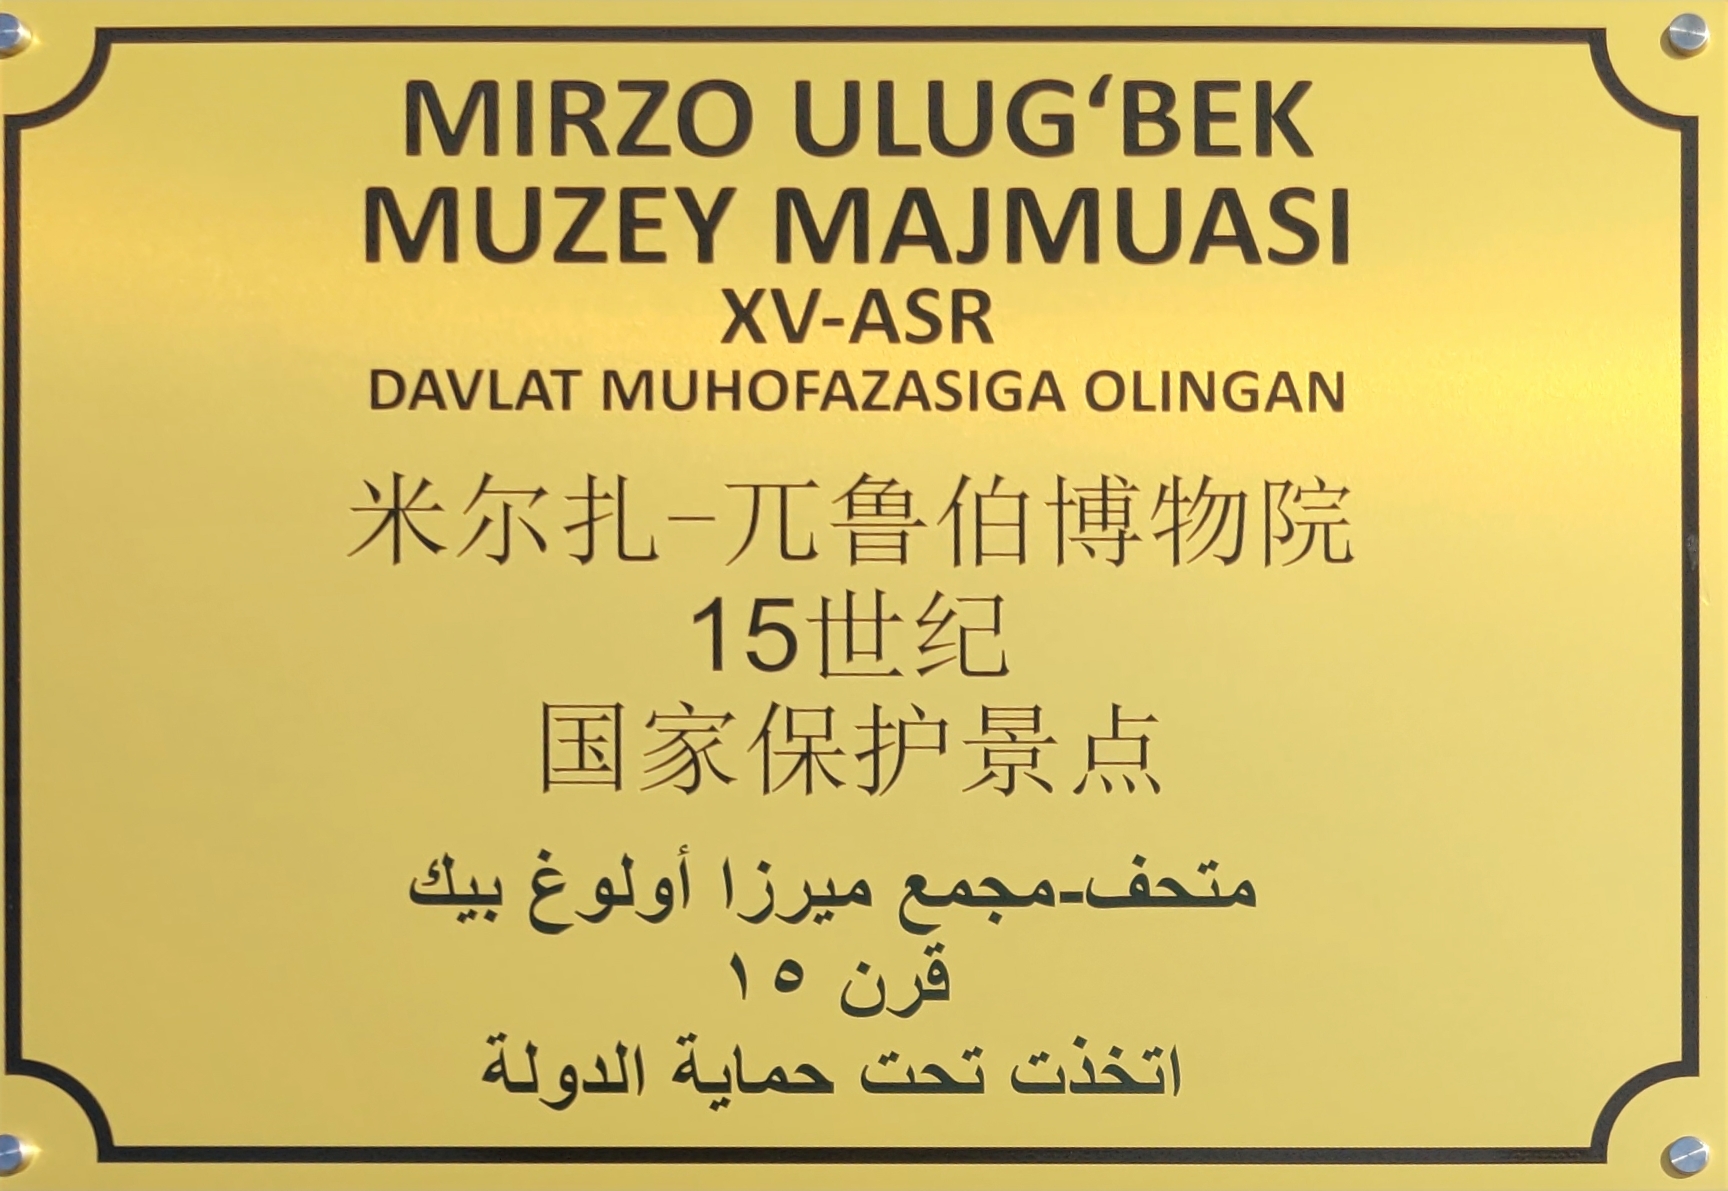 MIRZO ULUG‘BEK
MUZEY MAJMUASI
XV-ASR
DAVLAT MUHOFAZASIGA OLINGAN
米尔扎-兀鲁伯博物院
15世纪
国家保护景点
متحف-مجمع ميرزا أولوغ بيك
قرن ١٥
اتخذت تحت حماية الدولة